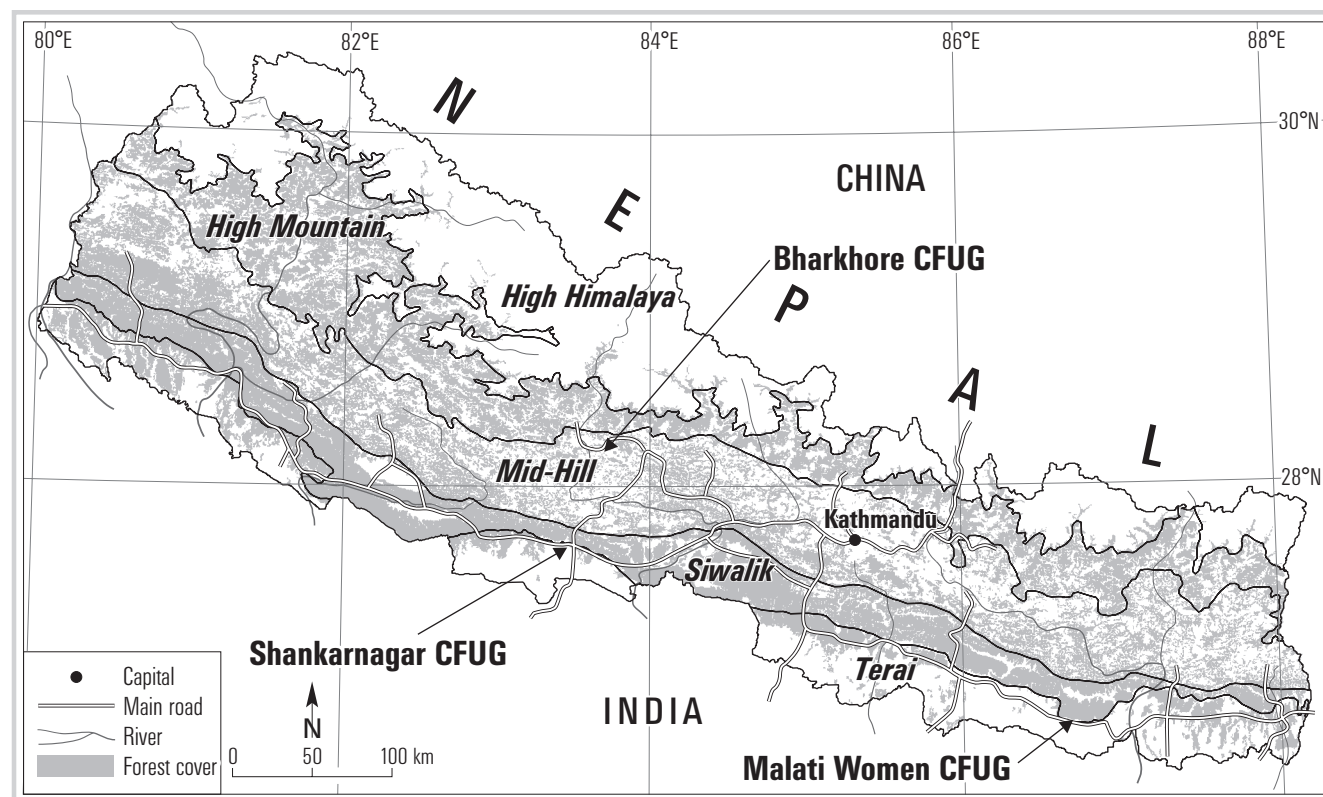 80°E
82°E
84°E
86°E
88°E
30°N
N
E
P
A
L
CHINA
High Mountain
Bharkhore CFUG
High Himalaya
Mid-Hill
28°N
Kathmandu
Siwalik
Shankarnagar CFUG
Terai
INDIA
Malati Women CFUG
Capital
Main road
River
Forest cover
N
0 50 100 km